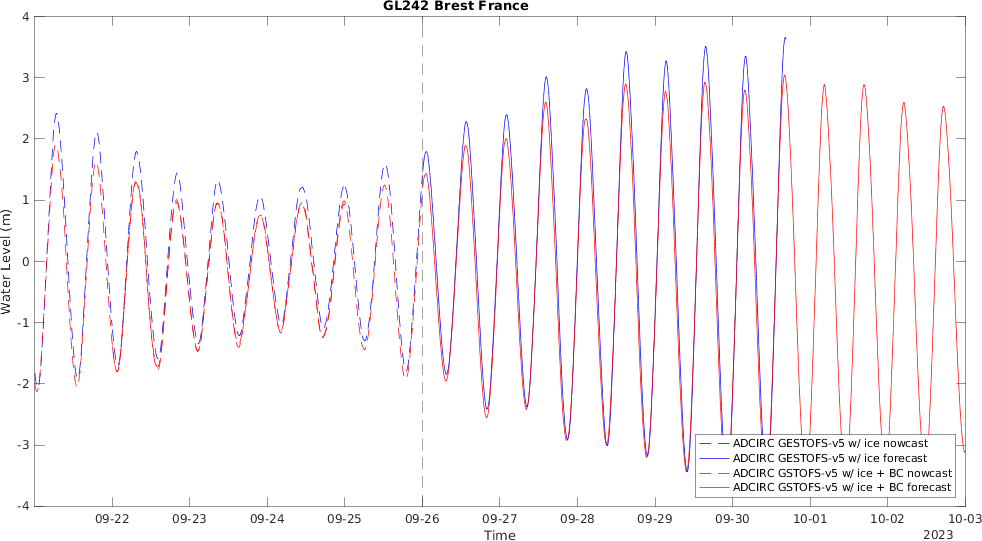 GL242 Brest France
4
3
2
1
0
-1
-2
-3
-4
Water Level (m)
ADCIRC GESTOFS-v5 w/ ice nowcast
ADCIRC GESTOFS-v5 w/ ice forecast
ADCIRC GSTOFS-v5 w/ ice + BC nowcast
ADCIRC GSTOFS-v5 w/ ice + BC forecast
09-22 09-23 09-24 09-25 09-26 09-27 09-28 09-29 09-30 10-01 10-02 10-03
Time
2023